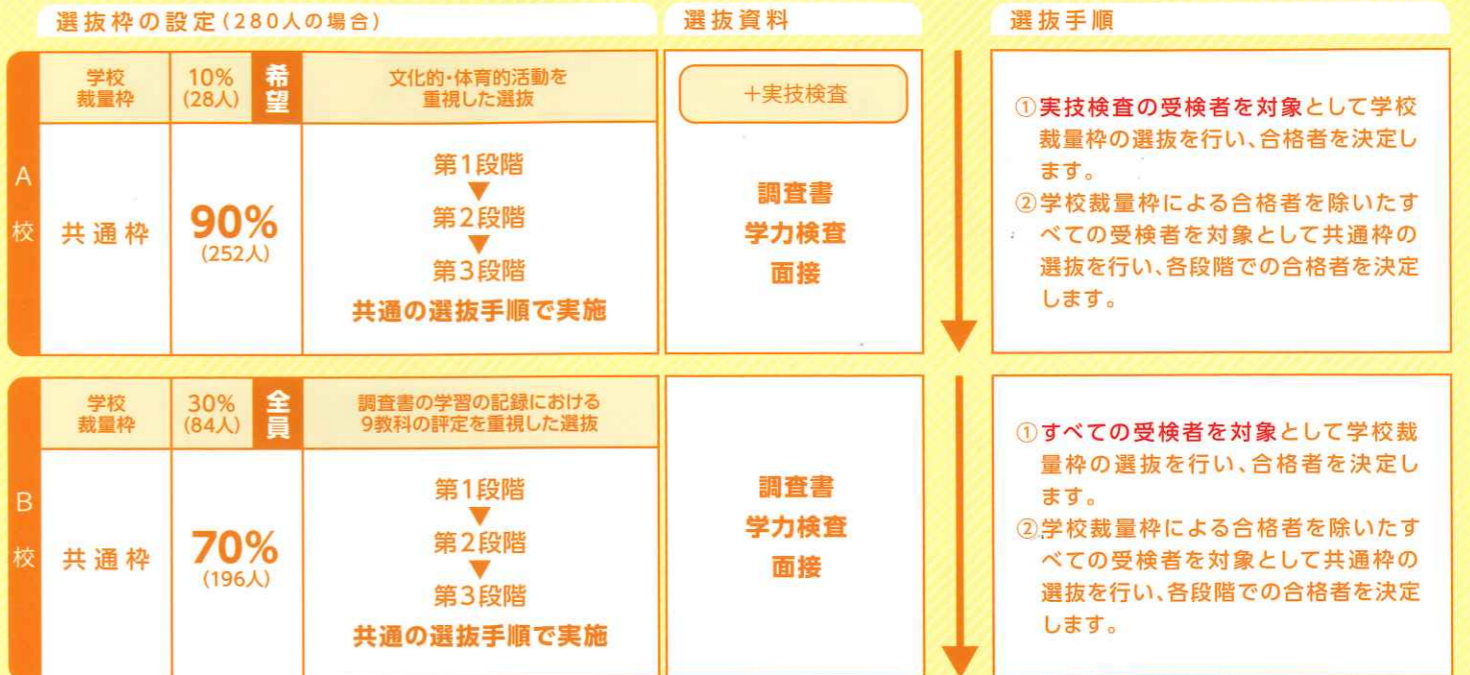 選抜枠の設定(280人の場合)
選抜資料
選抜手順
A校
学校
裁量枠
10%
(28人)
希望
文化的・体育的活動を
重視した選抜
+実技検査
共通枠
90%
(252人)
第1段階
▼
第2段階
▼
第3段階
共通の選抜手順で実施
調査書
学力検査
面接
①実技検査の受検者を対象として学校
裁量枠の選抜を行い、合格者を決定し
ます。
②学校裁量枠による合格者を除いたす
べての受検者を対象として共通枠の
選抜を行い、各段階での合格者を決定
します。
B校
学校
裁量枠
30%
(84人)
全員
調査書の学習の記録における
9教科の評定を重視した選抜
共通枠
70%
(196人)
第1段階
▼
第2段階
▼
第3段階
共通の選抜手順で実施
調査書
学力検査
面接
①すべての受検者を対象として学校裁
量枠の選抜を行い、合格者を決定し
ます。
②学校裁量枠による合格者を除いたす
べての受検者を対象として共通枠の
選抜を行い、各段階での合格者を決定
します。